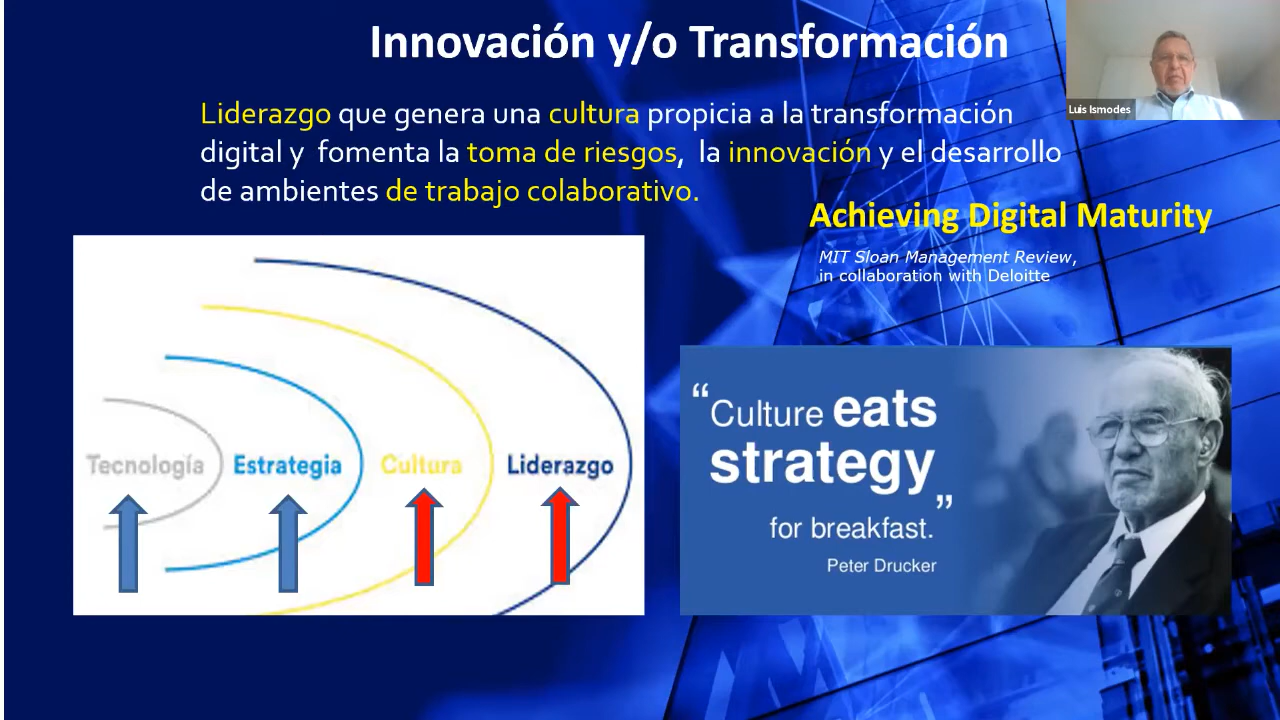 Innovación y/o Transformación
Luis Ismodes
Liderazgo que genera una cultura propicia a la transformación
digital y fomenta la toma de riesgos, la innovación y el desarrollo
de ambientes de trabajo colaborativo.
Achieving Digital Maturity
MIT Sloan Management Review,
in collaboration with Deloitte
Tecnología Estrategia Cultura Liderazgo
“Culture eats
strategy”
for breakfast.
Peter Drucker